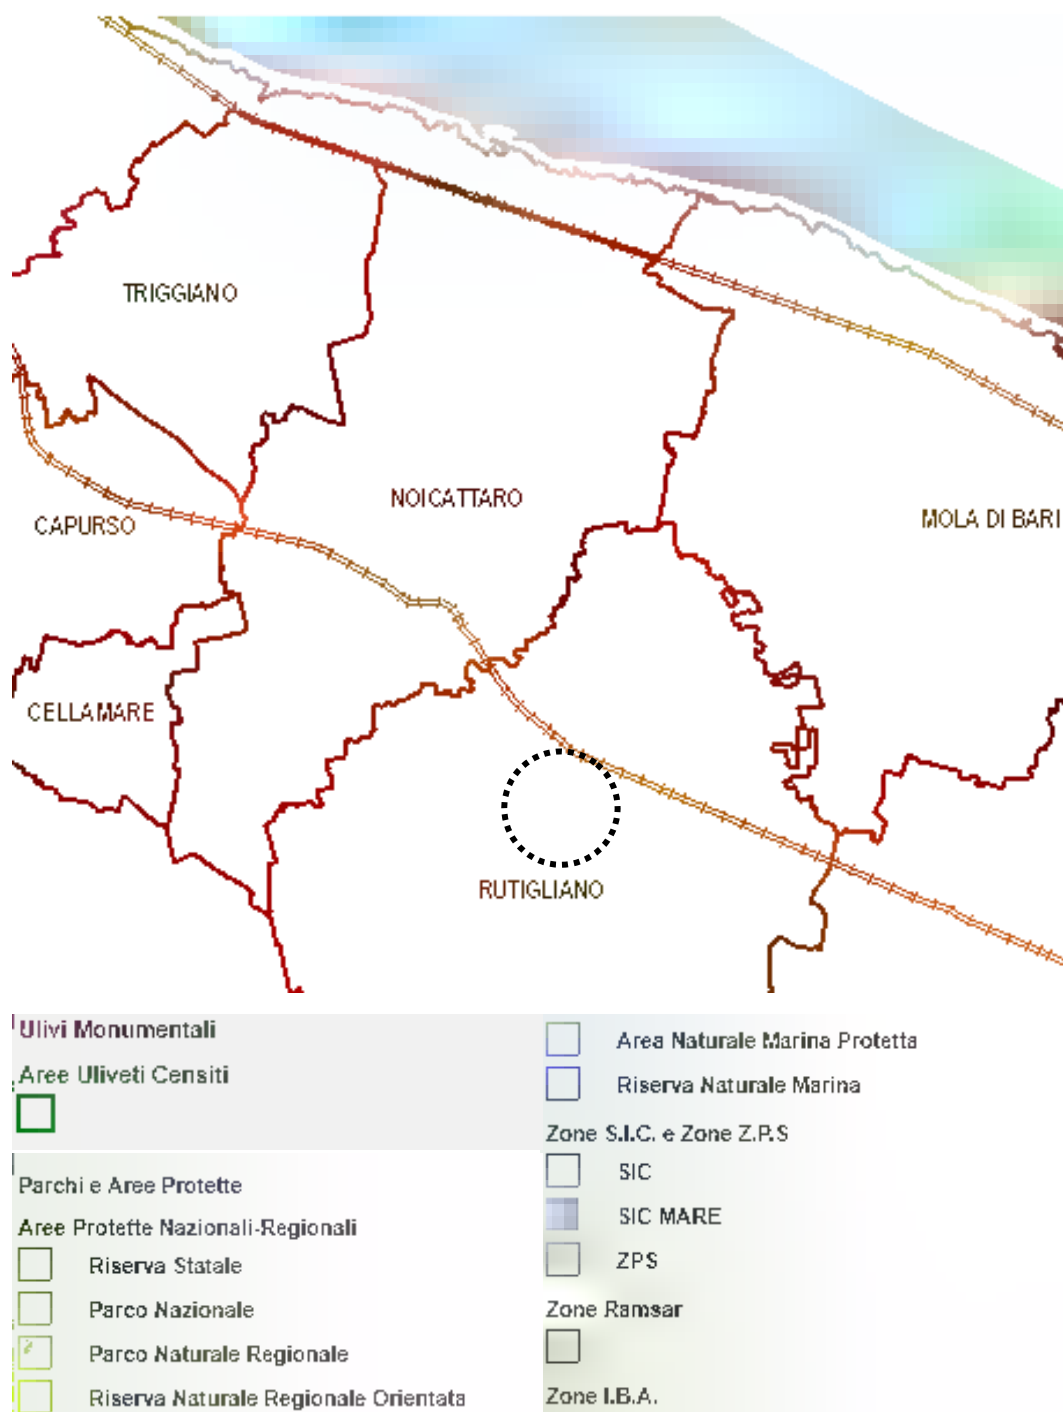 TRIGGIANO
NOICATTARO
CAPURSO
MOLA DI BARI
CELLAMARE
RUTIGLIANO
Ulivi Monumentali
Aree Uliveti Censiti
Parchi e Aree Protette
Aree Protette Nazionali-Regionali
Riserva Statale
Parco Nazionale
Parco Naturale Regionale
Riserva Naturale Regionale Orientata
Area Naturale Marina Protetta
Riserva Naturale Marina
Zone S.I.C. e Zone Z.P.S
SIC
SIC MARE
ZPS
Zone Ramsar
Zone I.B.A.